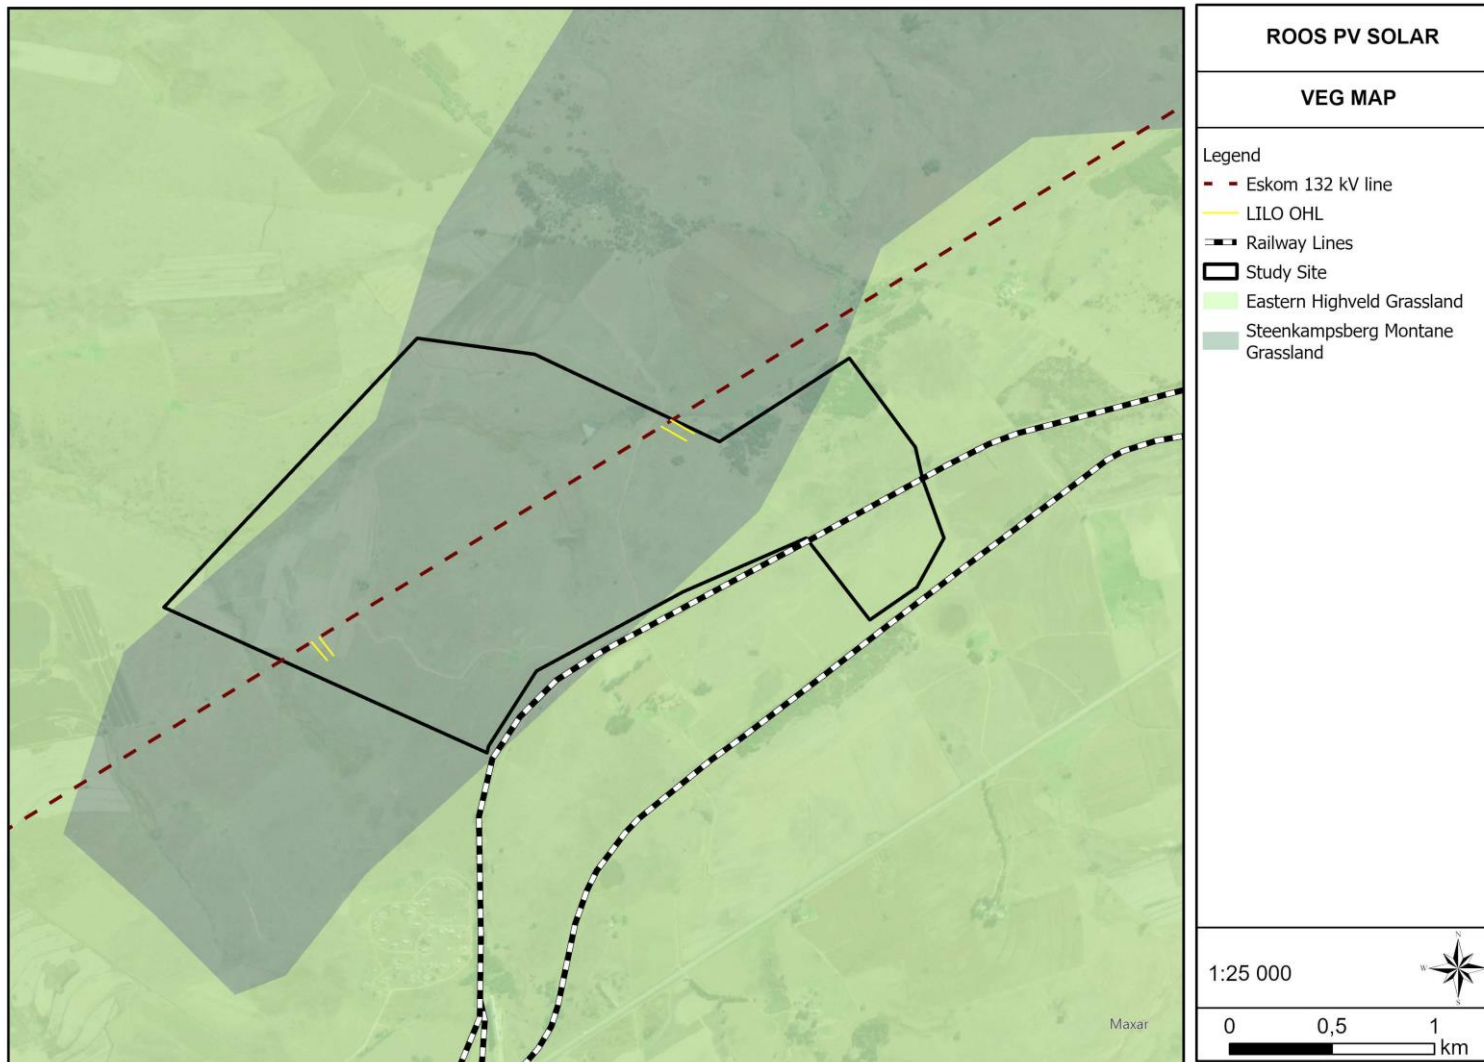 ROOS PV SOLAR
VEG MAP
Legend
Eskom 132 kV line
LILO OHL
Railway Lines
Study Site
Eastern Highveld Grassland
Steenkampsberg Montane
Grassland
N
W
S
1:25 000
0 0,5 1
km
Maxar